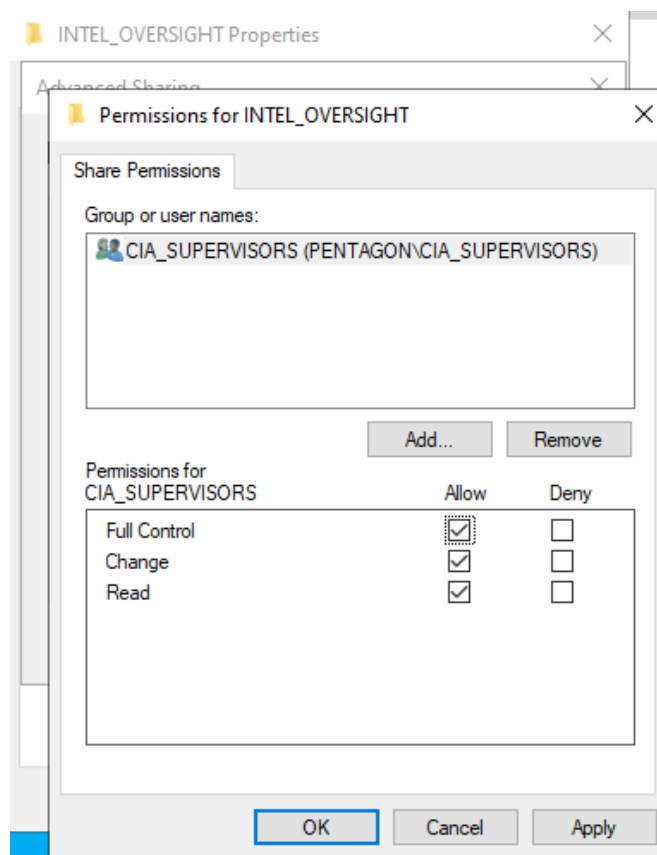 INTEL_OVERSIGHT Properties
Advanced Sharing
Permissions for INTEL_OVERSIGHT
Share Permissions
Group or user names:
CIA_SUPERVISORS (PENTAGON\CIA_SUPERVISORS)
Add...
Remove
Permissions for
CIA_SUPERVISORS
Allow
Deny
Full Control
Change
Read
OK
Cancel
Apply